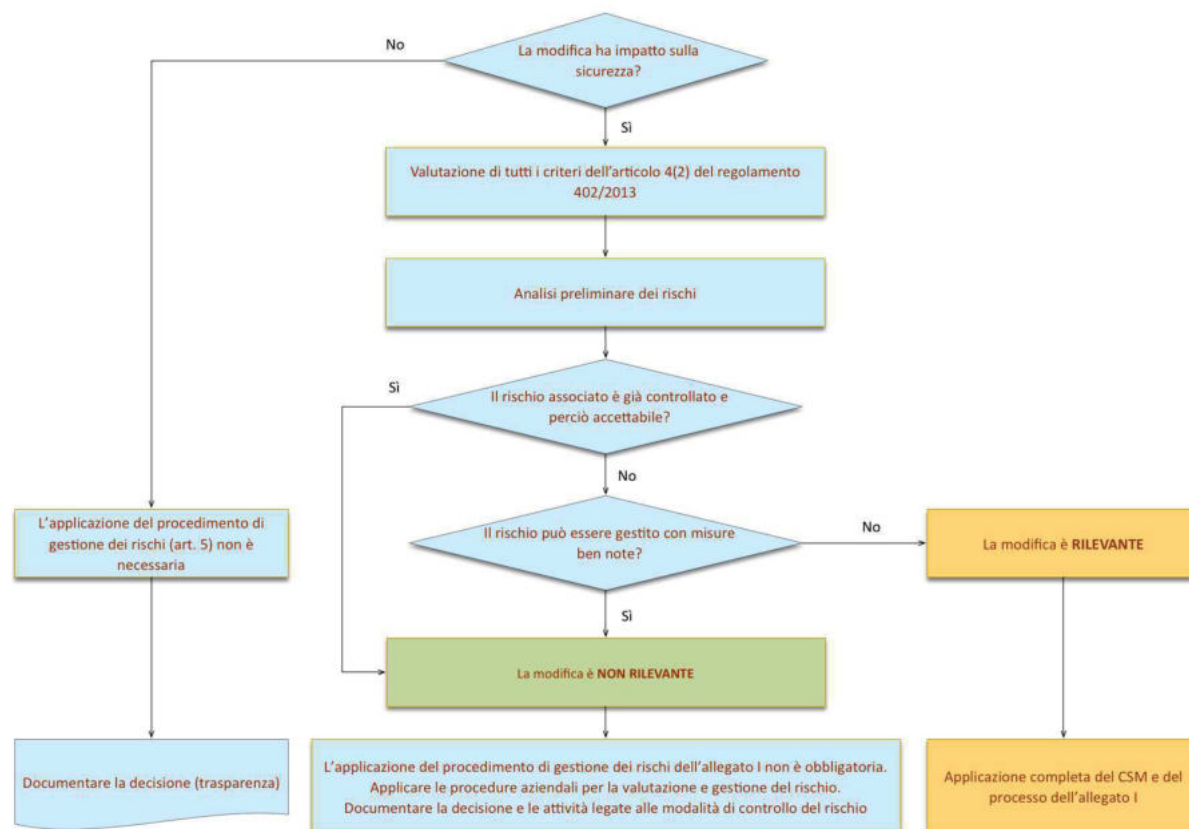 La modifica ha impatto sulla
sicurezza?
No
Sì
Valutazione di tutti i criteri dell'articolo 4(2) del regolamento
402/2013
Analisi preliminare dei rischi
Sì
Il rischio associato è già controllato e
perciò accettabile?
No
L'applicazione del procedimento di
gestione dei rischi (art. 5) non è
necessaria
Il rischio può essere gestito con misure
ben note?
No
La modifica è RILEVANTE
Sì
La modifica è NON RILEVANTE
Documentare la decisione (trasparenza)
L'applicazione del procedimento di gestione dei rischi dell'allegato I non è obbligatoria.
Applicare le procedure aziendali per la valutazione e gestione del rischio.
Documentare la decisione e le attività legate alle modalità di controllo del rischio
Applicazione completa del CSM e del
processo dell'allegato I